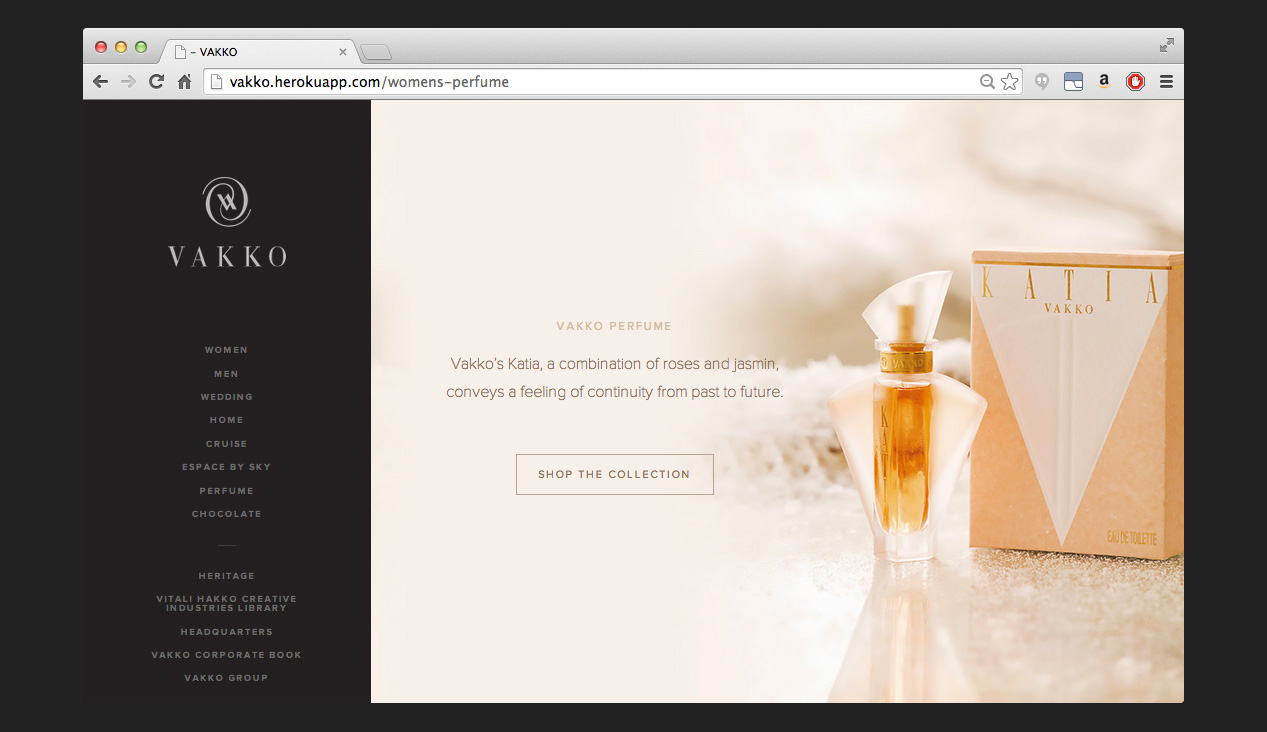 – VAKKO
vakko.herokuapp.com/womens-perfume
VAKKO
WOMEN
MEN
WEDDING
HOME
CRUISE
ESPACE BY SKY
PERFUME
CHOCOLATE
HERITAGE
VITALI HAKKO CREATIVE
INDUSTRIES LIBRARY
HEADQUARTERS
VAKKO CORPORATE BOOK
VAKKO GROUP
VAKKO PERFUME
Vakko’s Katia, a combination of roses and jasmin,
conveys a feeling of continuity from past to future.
SHOP THE COLLECTION
VAKKO
KAT
KATIA
VAKKO
EAU DE TOILETTE